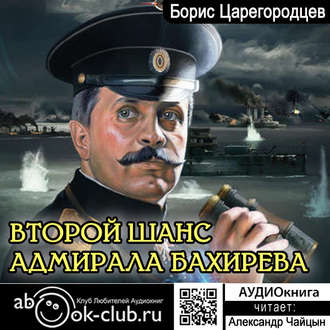 Борис Царегородцев
ВТОРОЙ ШАНС
АДМИРАЛА БАХИРЕВА
abook-club.ru
Клуб Любителей Аудиокниг
АУДИОкнига
читает:
Александр Чайцын